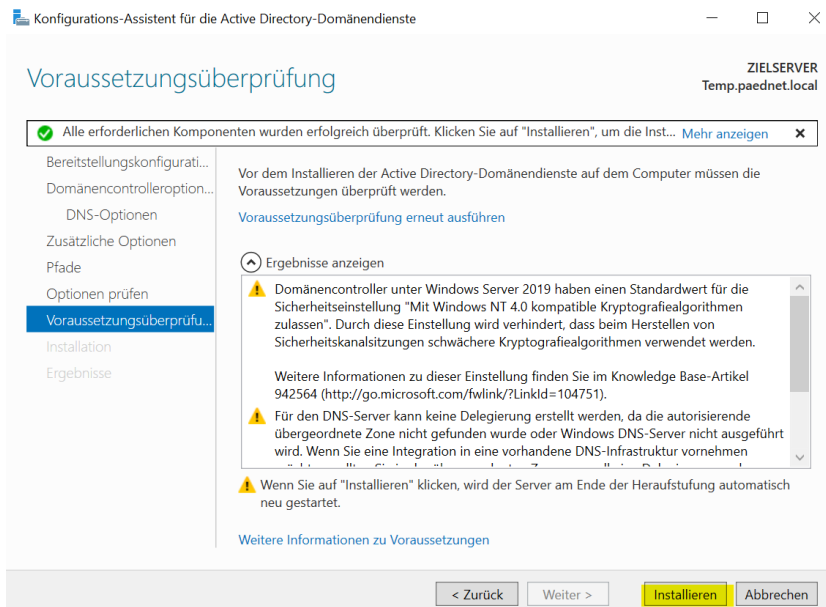 Konfigurations-Assistent für die Active Directory-Domänendienste
Voraussetzungsüberprüfung
ZIELSERVER
Temp.paednet.local
Alle erforderlichen Komponenten wurden erfolgreich überprüft. Klicken Sie auf "Installieren", um die Inst... Mehr anzeigen
Bereitstellungskonfigurati...
Domänencontrolleroption...
DNS-Optionen
Zusätzliche Optionen
Pfade
Optionen prüfen
Voraussetzungsüberprüfu...
Installation
Ergebnisse
Vor dem Installieren der Active Directory-Domänendienste auf dem Computer müssen die
Voraussetzungen überprüft werden.
Voraussetzungsüberprüfung erneut ausführen
Ergebnisse anzeigen
Domänencontroller unter Windows Server 2019 haben einen Standardwert für die
Sicherheitseinstellung "Mit Windows NT 4.0 kompatible Kryptografiealgorithmen
zulassen". Durch diese Einstellung wird verhindert, dass beim Herstellen von
Sicherheitskanalsitzungen schwächere Kryptografiealgorithmen verwendet werden.
Weitere Informationen zu dieser Einstellung finden Sie im Knowledge Base-Artikel
942564 (http://go.microsoft.com/fwlink/?LinkId=104751).
Für den DNS-Server kann keine Delegierung erstellt werden, da die autorisierende
übergeordnete Zone nicht gefunden wurde oder Windows DNS-Server nicht ausgeführt
wird. Wenn Sie eine Integration in eine vorhandene DNS-Infrastruktur vornehmen
Wenn Sie auf "Installieren" klicken, wird der Server am Ende der Heraufstufung automatisch
neu gestartet.
Weitere Informationen zu Voraussetzungen
< Zurück
Weiter >
Installieren
Abbrechen